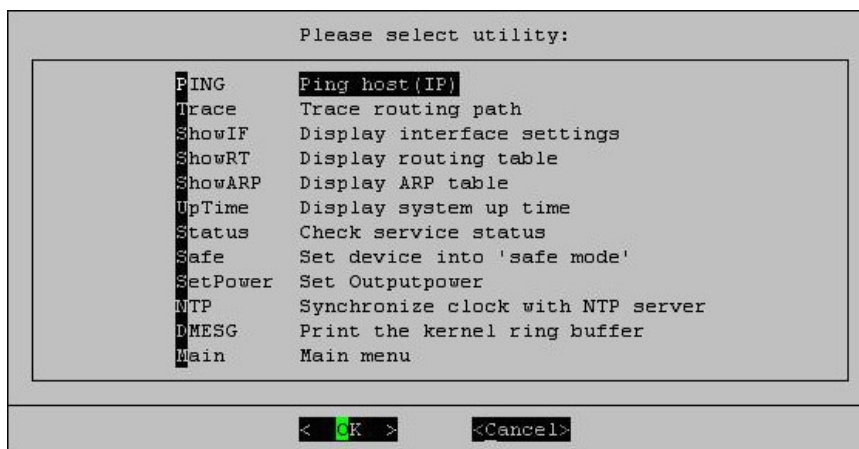 Please select utility:
PING Ping host(IP)
Trace Trace routing path
ShowIF Display interface settings
ShowRT Display routing table
ShowARP Display ARP table
UpTime Display system up time
Status Check service status
Safe Set device into 'safe mode'
SetPower Set Outputpower
NTP Synchronize clock with NTP server
DMESG Print the kernel ring buffer
Main Main menu
< OK > <Cancel>